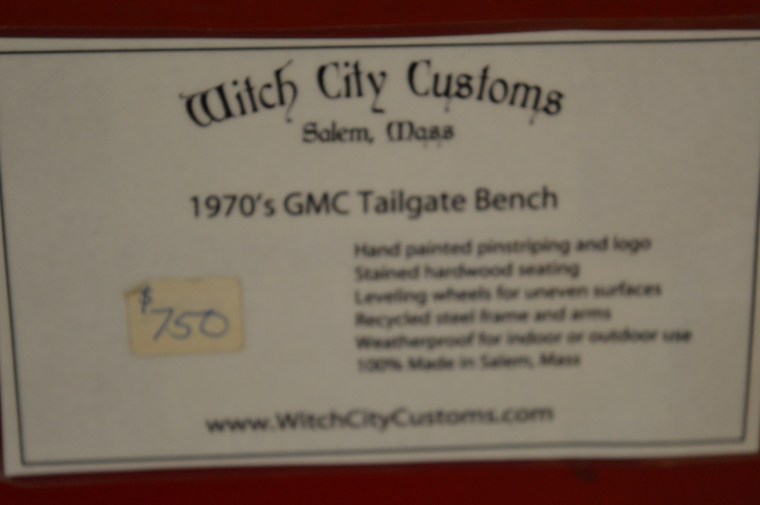 Witch City Customs
Salem, Mass
1970's GMC Tailgate Bench
Hand painted pinstriping and logo
Stained hardwood seating
Leveling wheels for uneven surfaces
Recycled steel frame and arms
Weatherproof for indoor or outdoor use
100% Made in Salem, Mass
$750
www.WitchCityCustoms.com